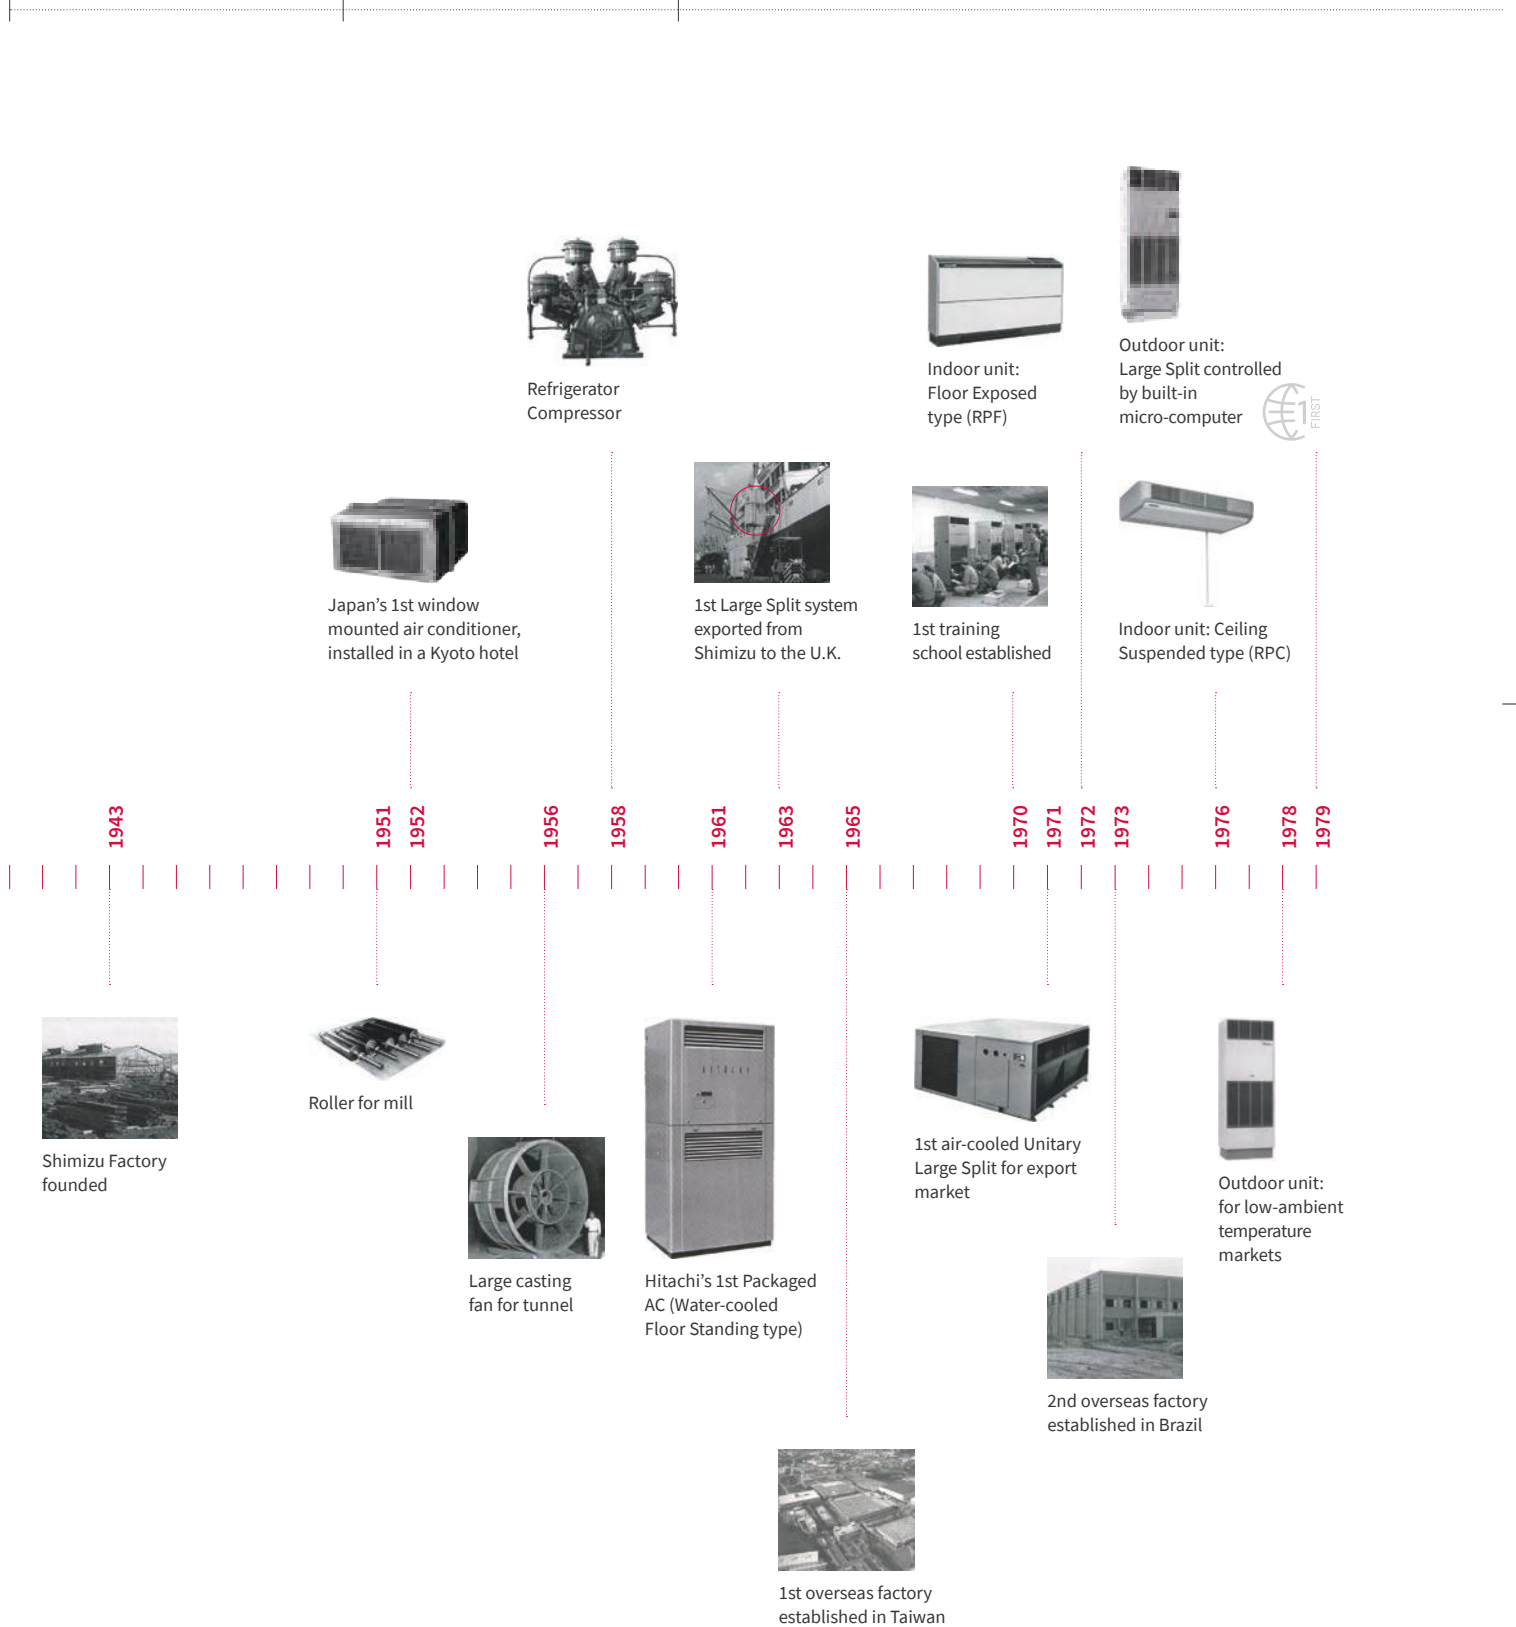 Refrigerator
Compressor
Indoor unit:
Floor Exposed
type (RPF)
Outdoor unit:
Large Split controlled
by built-in
micro-computer
1
FIRST
Japan’s 1st window
mounted air conditioner,
installed in a Kyoto hotel
1st Large Split system
exported from
Shimizu to the U.K.
1st training
school established
Indoor unit: Ceiling
Suspended type (RPC)
1943
1951
1952
1956
1958
1961
1963
1965
1970
1971
1972
1973
1976
1978
1979
Shimizu Factory
founded
Roller for mill
Large casting
fan for tunnel
HITACHI
Hitachi’s 1st Packaged
AC (Water-cooled
Floor Standing type)
1st air-cooled Unitary
Large Split for export
market
Outdoor unit:
for low-ambient
temperature
markets
2nd overseas factory
established in Brazil
1st overseas factory
established in Taiwan